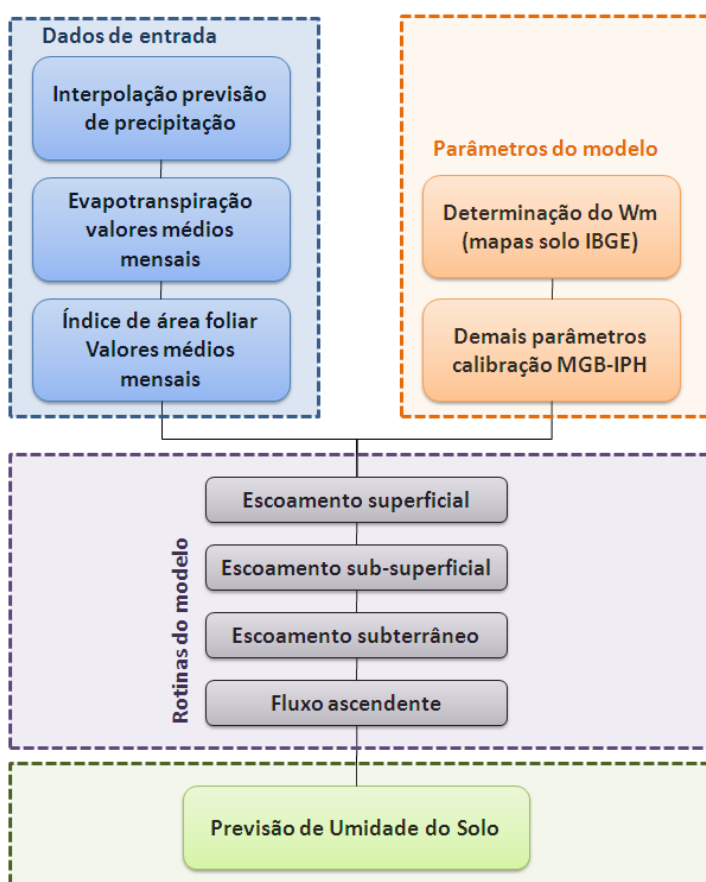 Dados de entrada
Interpolação previsão
de precipitação
Evapotranspiração
valores médios
mensais
Índice de área foliar
Valores médios
mensais
Parâmetros do modelo
Determinação do Wm
(mapas solo IBGE)
Demais parâmetros
calibração MGB-IPH
Rotinas do modelo
Escoamento superficial
Escoamento sub-superficial
Escoamento subterrâneo
Fluxo ascendente
Previsão de Umidade do Solo